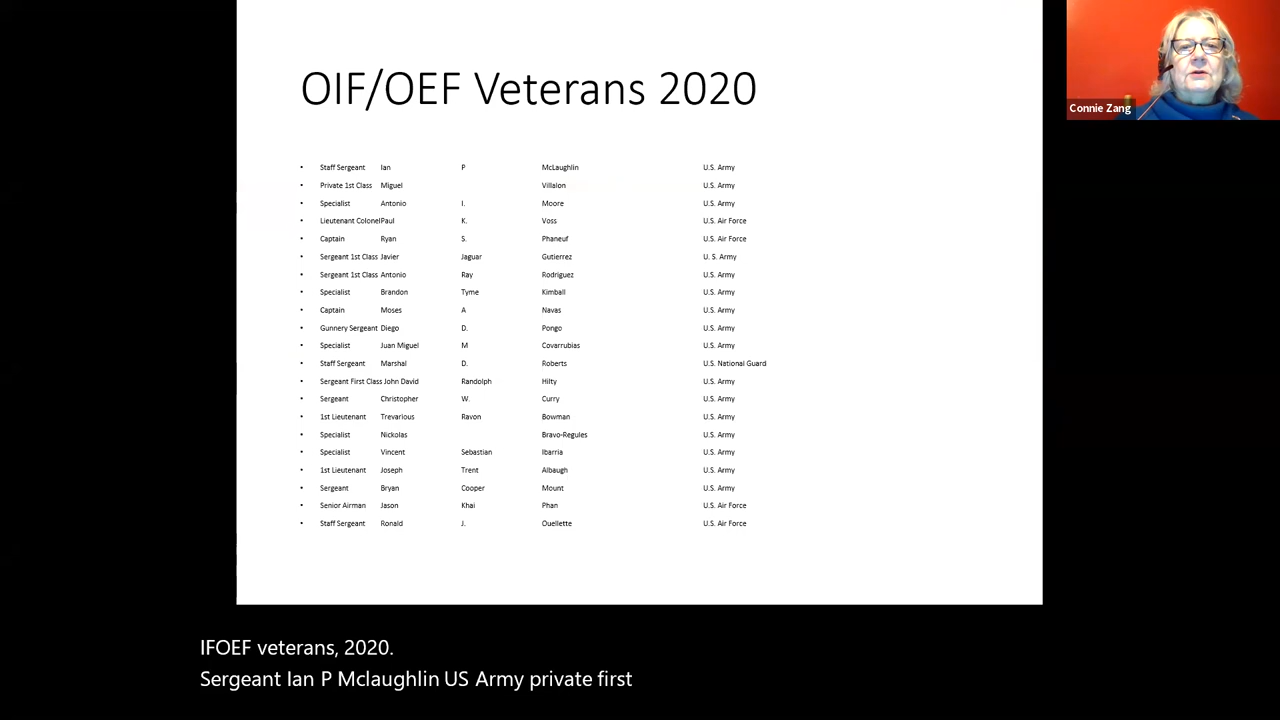 OIF/OEF Veterans 2020
Connie Zang
• Staff Sergeant Ian P McLaughlin U.S. Army
• Private 1st Class Miguel Villalon U.S. Army
• Specialist Antonio I. Moore U.S. Army
• Lieutenant ColonelPaul K. Voss U.S. Air Force
• Captain Ryan S. Phaneuf U.S. Air Force
• Sergeant 1st Class Javier Jaguar Gutierrez U. S. Army
• Sergeant 1st Class Antonio Ray Rodriguez U.S. Army
• Specialist Brandon Tyme Kimball U.S. Army
• Captain Moses A Navas U.S. Army
• Gunnery Sergeant Diego D. Pongo U.S. Army
• Specialist Juan Miguel M Covarrubias U.S. Army
• Staff Sergeant Marshal D. Roberts U.S. National Guard
• Sergeant First Class John David Randolph Hilty U.S. Army
• Sergeant Christopher W. Curry U.S. Army
• 1st Lieutenant Trevarious Ravon Bowman U.S. Army
• Specialist Nickolas Bravo-Regules U.S. Army
• Specialist Vincent Sebastian Ibarria U.S. Army
• 1st Lieutenant Joseph Trent Albaugh U.S. Army
• Sergeant Bryan Cooper Mount U.S. Army
• Senior Airman Jason Khai Phan U.S. Air Force
• Staff Sergeant Ronald J. Ouellette U.S. Air Force
IFOEF veterans, 2020.
Sergeant Ian P Mclaughlin US Army private first